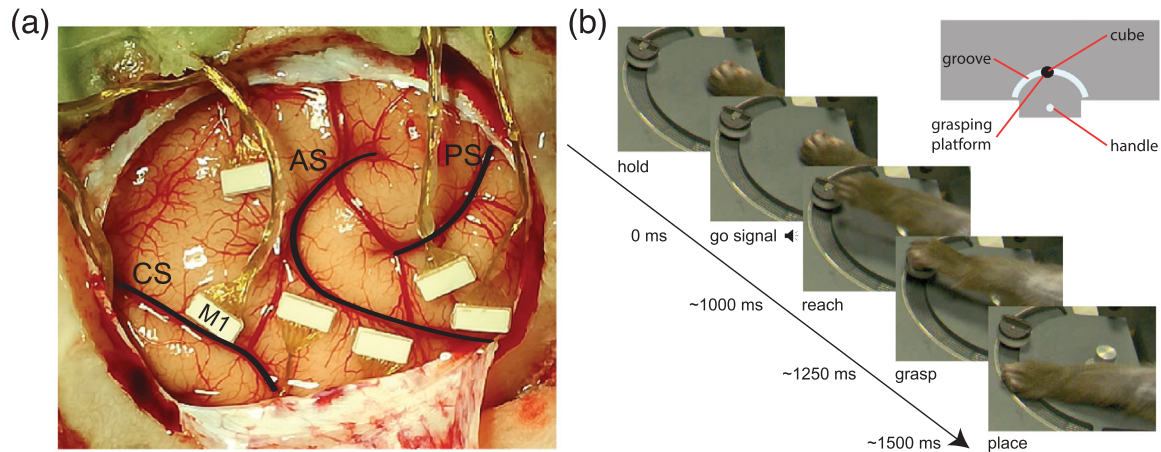 (a)
AS
PS
CS
M1
(b)
hold
0 ms
go signal
~1000 ms
reach
~1250 ms
grasp
~1500 ms
place
cube
groove
grasping
platform
handle